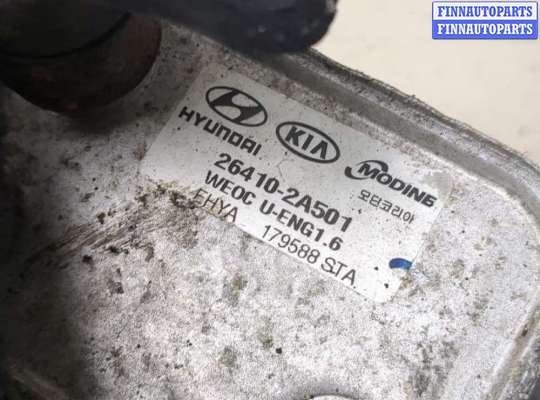 FINNAUTOPARTS
FINNAUTOPARTS
HYUNDAI KIA MODINE
모딘코리아
26410-2A501
WEOC U-ENG1.6
EHYA 179588 STA